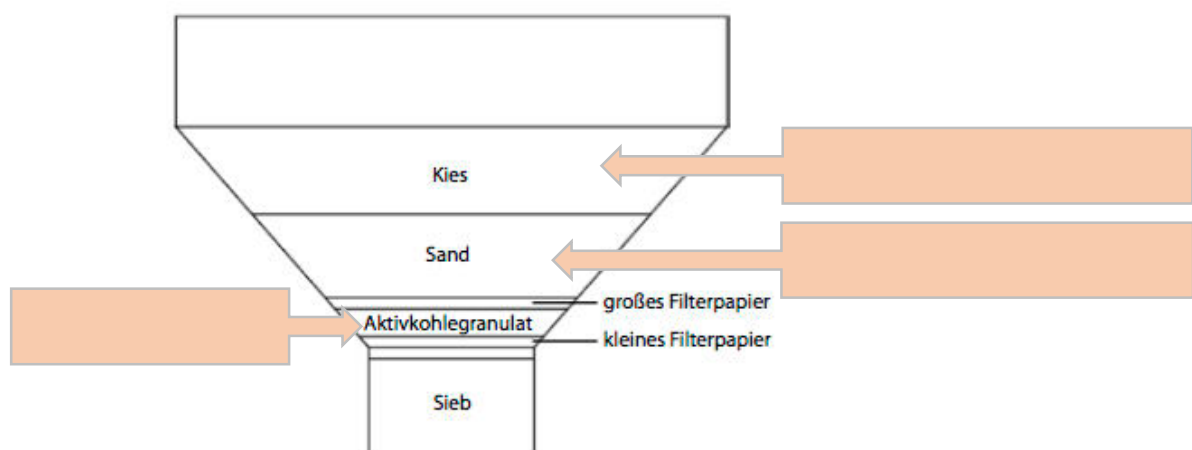 Kies
Sand
großes Filterpapier
Aktivkohlegranulat
kleines Filterpapier
Sieb